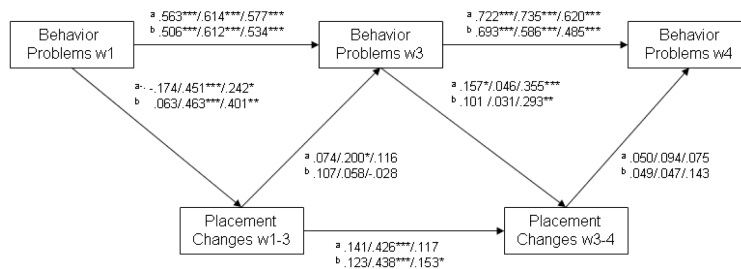 a .563***/.614***/.577***
b .506***/.612***/.534***
a .722***/.735***/.620***
b .693***/.586***/.485***
Behavior
Problems w1
Behavior
Problems w3
Behavior
Problems w4
a -.174/.451***/.242*
b .063/.463***/.401**
a .157*/.046/.355***
b .101 /.031/.293**
a .074/.200*/.116
b .107/.058/-.028
a .050/.094/.075
b .049/.047/.143
Placement
Changes w1-3
Placement
Changes w3-4
a .141/.426***/.117
b .123/.438***/.153*